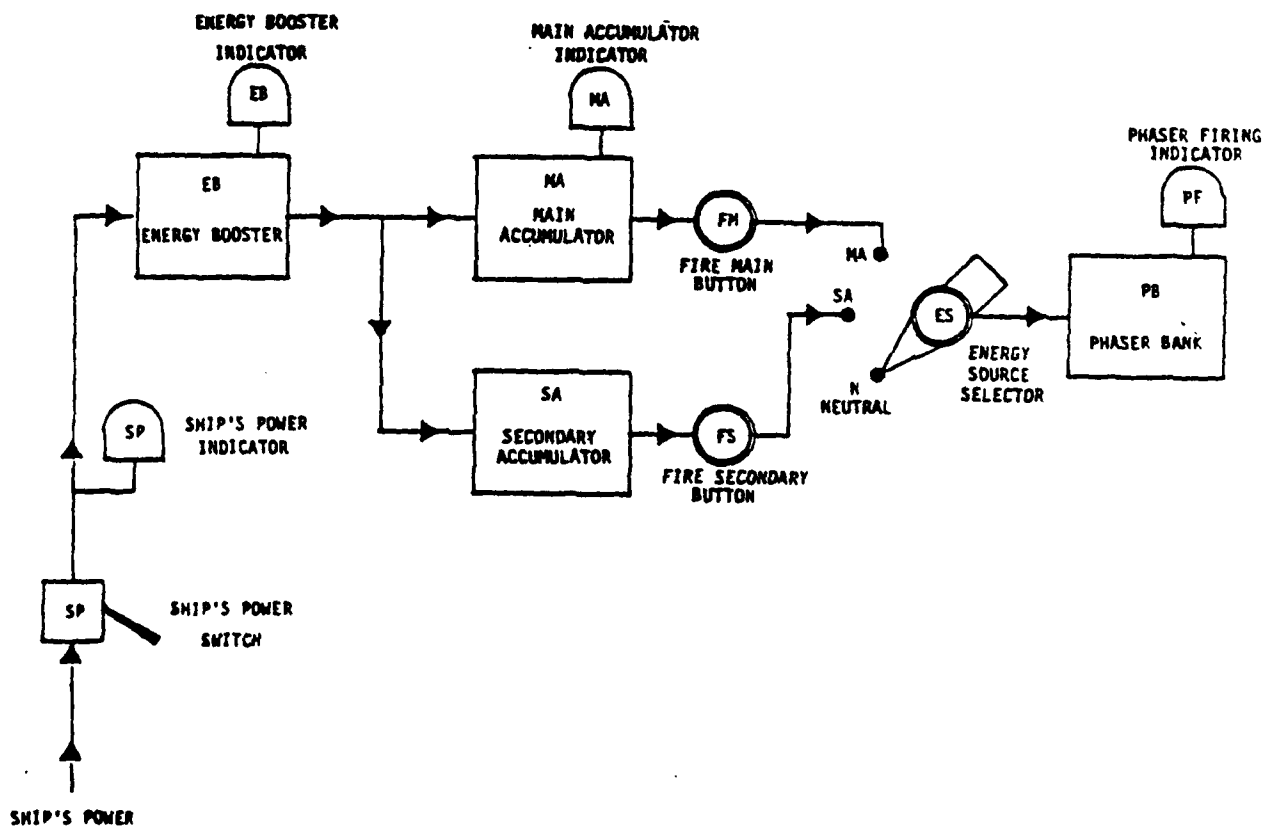 ENERGY BOOSTER
INDICATOR
EB
MAIN ACCUMULATOR
INDICATOR
MA
PHASER FIRING
INDICATOR
PF
EB
ENERGY BOOSTER
MA
MAIN
ACCUMULATOR
FM
FIRE MAIN
BUTTON
MA
SA
ES
ENERGY
SOURCE
SELECTOR
N
NEUTRAL
PB
PHASER BANK
SA
SECONDARY
ACCUMULATOR
FS
FIRE SECONDARY
BUTTON
SP
SHIP'S POWER
INDICATOR
SP
SHIP'S POWER
SWITCH
SHIP'S POWER